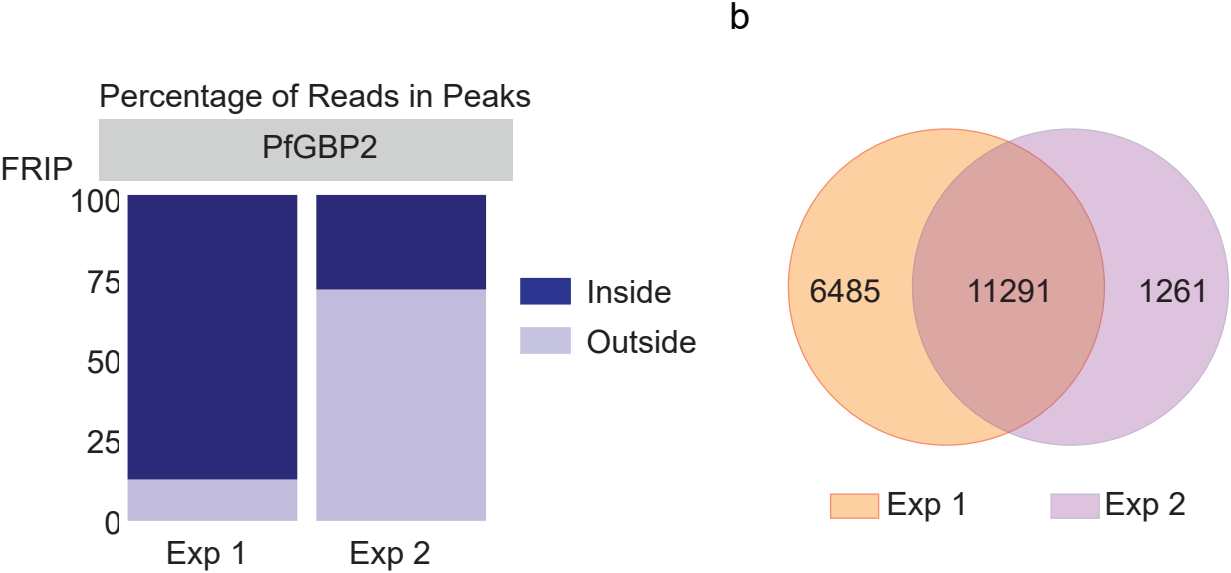 b
Percentage of Reads in Peaks
PfGBP2
FRIP
100
75
50
25
0
Exp 1
Exp 2
Inside
Outside
6485
11291
1261
Exp 1
Exp 2